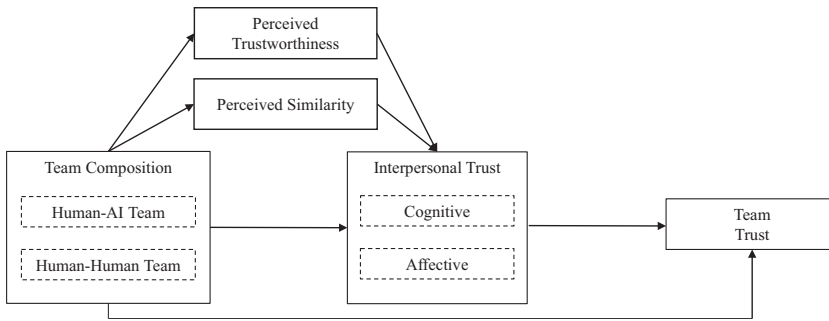 Perceived
Trustworthiness
Perceived Similarity
Team Composition
Human-AI Team
Human-Human Team
Interpersonal Trust
Cognitive
Affective
Team
Trust